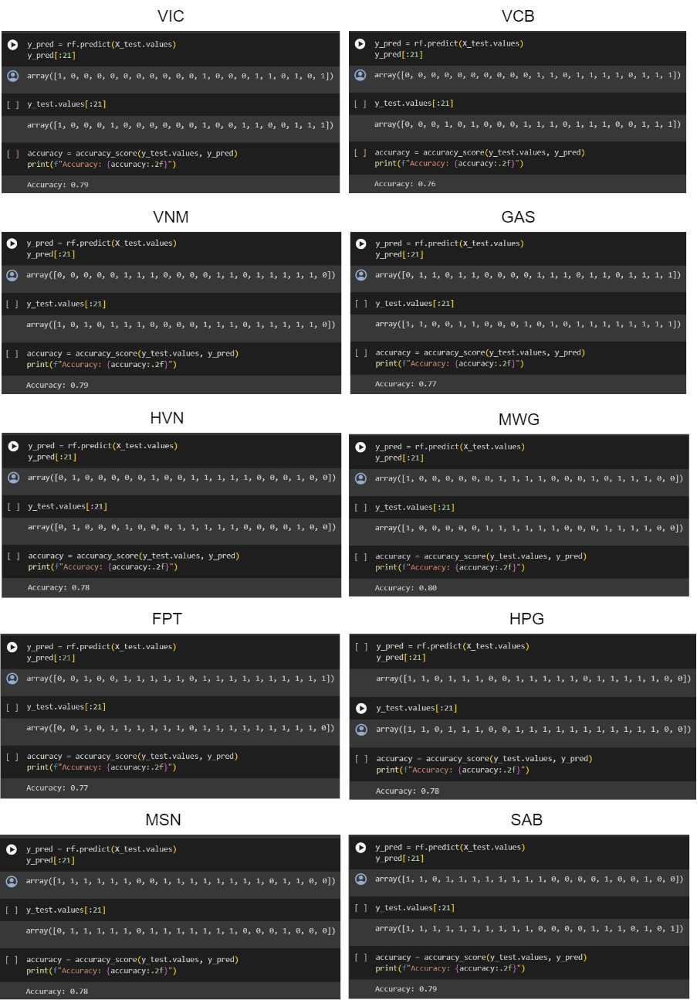 VIC
y_pred = rf.predict(X_test.values)
y_pred[:21]
array([1, 0, 0, 0, 0, 0, 0, 0, 0, 0, 0, 1, 0, 0, 0, 1, 1, 0, 1, 0, 1])
[ ] y_test.values[:21]
array([1, 0, 0, 0, 1, 0, 0, 0, 0, 0, 0, 1, 0, 0, 1, 1, 0, 0, 1, 1, 1])
[ ] accuracy = accuracy_score(y_test.values, y_pred)
print(f"Accuracy: {accuracy:.2f}")
Accuracy: 0.79
VCB
y_pred = rf.predict(X_test.values)
y_pred[:21]
array([0, 0, 0, 0, 0, 0, 0, 0, 0, 0, 1, 1, 0, 1, 1, 1, 1, 0, 1, 1, 1])
[ ] y_test.values[:21]
array([0, 0, 0, 1, 0, 1, 0, 0, 0, 1, 1, 1, 0, 1, 1, 1, 0, 0, 1, 1, 1])
[ ] accuracy = accuracy_score(y_test.values, y_pred)
print(f"Accuracy: {accuracy:.2f}")
Accuracy: 0.76
VNM
y_pred = rf.predict(X_test.values)
y_pred[:21]
array([0, 0, 0, 0, 0, 1, 1, 1, 0, 0, 0, 0, 1, 1, 0, 1, 1, 1, 1, 1, 0])
[ ] y_test.values[:21]
array([1, 0, 1, 0, 1, 1, 1, 0, 0, 0, 0, 1, 1, 1, 0, 1, 1, 1, 1, 1, 0])
[ ] accuracy = accuracy_score(y_test.values, y_pred)
print(f"Accuracy: {accuracy:.2f}")
Accuracy: 0.79
GAS
y_pred = rf.predict(X_test.values)
y_pred[:21]
array([0, 1, 1, 0, 1, 1, 0, 0, 0, 0, 1, 1, 1, 0, 1, 1, 0, 1, 1, 1, 1])
[ ] y_test.values[:21]
array([1, 1, 0, 0, 1, 1, 0, 0, 0, 1, 0, 1, 0, 1, 1, 1, 1, 1, 1, 1, 1])
[ ] accuracy = accuracy_score(y_test.values, y_pred)
print(f"Accuracy: {accuracy:.2f}")
Accuracy: 0.77
HVN
y_pred = rf.predict(X_test.values)
y_pred[:21]
array([0, 1, 0, 0, 0, 0, 0, 1, 0, 0, 1, 1, 1, 1, 1, 0, 0, 0, 1, 0, 0])
[ ] y_test.values[:21]
array([0, 1, 0, 0, 0, 1, 0, 0, 0, 1, 1, 1, 1, 1, 0, 0, 0, 0, 1, 0, 0])
[ ] accuracy = accuracy_score(y_test.values, y_pred)
print(f"Accuracy: {accuracy:.2f}")
Accuracy: 0.78
MWG
y_pred = rf.predict(X_test.values)
y_pred[:21]
array([1, 0, 0, 0, 0, 0, 0, 1, 1, 1, 1, 0, 0, 0, 1, 0, 1, 1, 1, 0, 0])
[ ] y_test.values[:21]
array([1, 0, 0, 0, 0, 0, 1, 1, 1, 1, 1, 1, 0, 0, 0, 1, 1, 1, 1, 0, 0])
[ ] accuracy = accuracy_score(y_test.values, y_pred)
print(f"Accuracy: {accuracy:.2f}")
Accuracy: 0.80
FPT
y_pred = rf.predict(X_test.values)
y_pred[:21]
array([0, 0, 1, 0, 0, 1, 1, 1, 1, 1, 0, 1, 1, 1, 1, 1, 1, 1, 1, 1, 1])
[ ] y_test.values[:21]
array([0, 0, 1, 0, 1, 1, 1, 1, 1, 1, 0, 1, 1, 1, 1, 1, 1, 1, 1, 1, 0])
[ ] accuracy = accuracy_score(y_test.values, y_pred)
print(f"Accuracy: {accuracy:.2f}")
Accuracy: 0.77
HPG
[ ] y_pred = rf.predict(X_test.values)
y_pred[:21]
array([1, 1, 0, 1, 1, 1, 0, 0, 1, 1, 1, 1, 1, 0, 1, 1, 1, 1, 1, 0, 0])
y_test.values[:21]
array([1, 1, 0, 1, 1, 1, 0, 0, 1, 1, 1, 1, 1, 1, 1, 1, 1, 1, 1, 0, 0])
[ ] accuracy = accuracy_score(y_test.values, y_pred)
print(f"Accuracy: {accuracy:.2f}")
Accuracy: 0.78
MSN
y_pred = rf.predict(X_test.values)
y_pred[:21]
array([1, 1, 1, 1, 1, 1, 0, 0, 1, 1, 1, 1, 1, 1, 1, 1, 0, 1, 1, 0, 0])
[ ] y_test.values[:21]
array([0, 1, 1, 1, 1, 1, 0, 1, 1, 1, 1, 1, 1, 1, 0, 0, 0, 1, 0, 0, 0])
[ ] accuracy = accuracy_score(y_test.values, y_pred)
print(f"Accuracy: {accuracy:.2f}")
Accuracy: 0.78
SAB
y_pred = rf.predict(X_test.values)
y_pred[:21]
array([1, 1, 0, 1, 1, 1, 1, 1, 1, 1, 1, 0, 0, 0, 0, 1, 0, 0, 1, 0, 0])
[ ] y_test.values[:21]
array([1, 1, 1, 1, 1, 1, 1, 1, 1, 1, 0, 0, 0, 0, 1, 1, 1, 0, 1, 0, 1])
[ ] accuracy = accuracy_score(y_test.values, y_pred)
print(f"Accuracy: {accuracy:.2f}")
Accuracy: 0.79